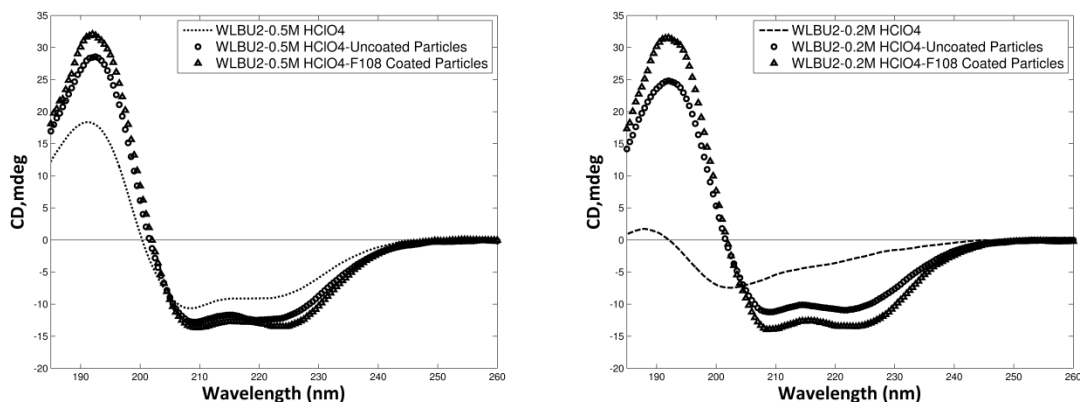 35
30
25
20
15
10
5
0
-5
-10
-15
-20
CD,mdeg
190 200 210 220 230 240 250 260
Wavelength (nm)
WLBU2-0.5M HClO4
WLBU2-0.5M HClO4-Uncoated Particles
WLBU2-0.5M HClO4-F108 Coated Particles
35
30
25
20
15
10
5
0
-5
-10
-15
-20
CD,mdeg
190 200 210 220 230 240 250 260
Wavelength (nm)
WLBU2-0.2M HClO4
WLBU2-0.2M HClO4-Uncoated Particles
WLBU2-0.2M HClO4-F108 Coated Particles